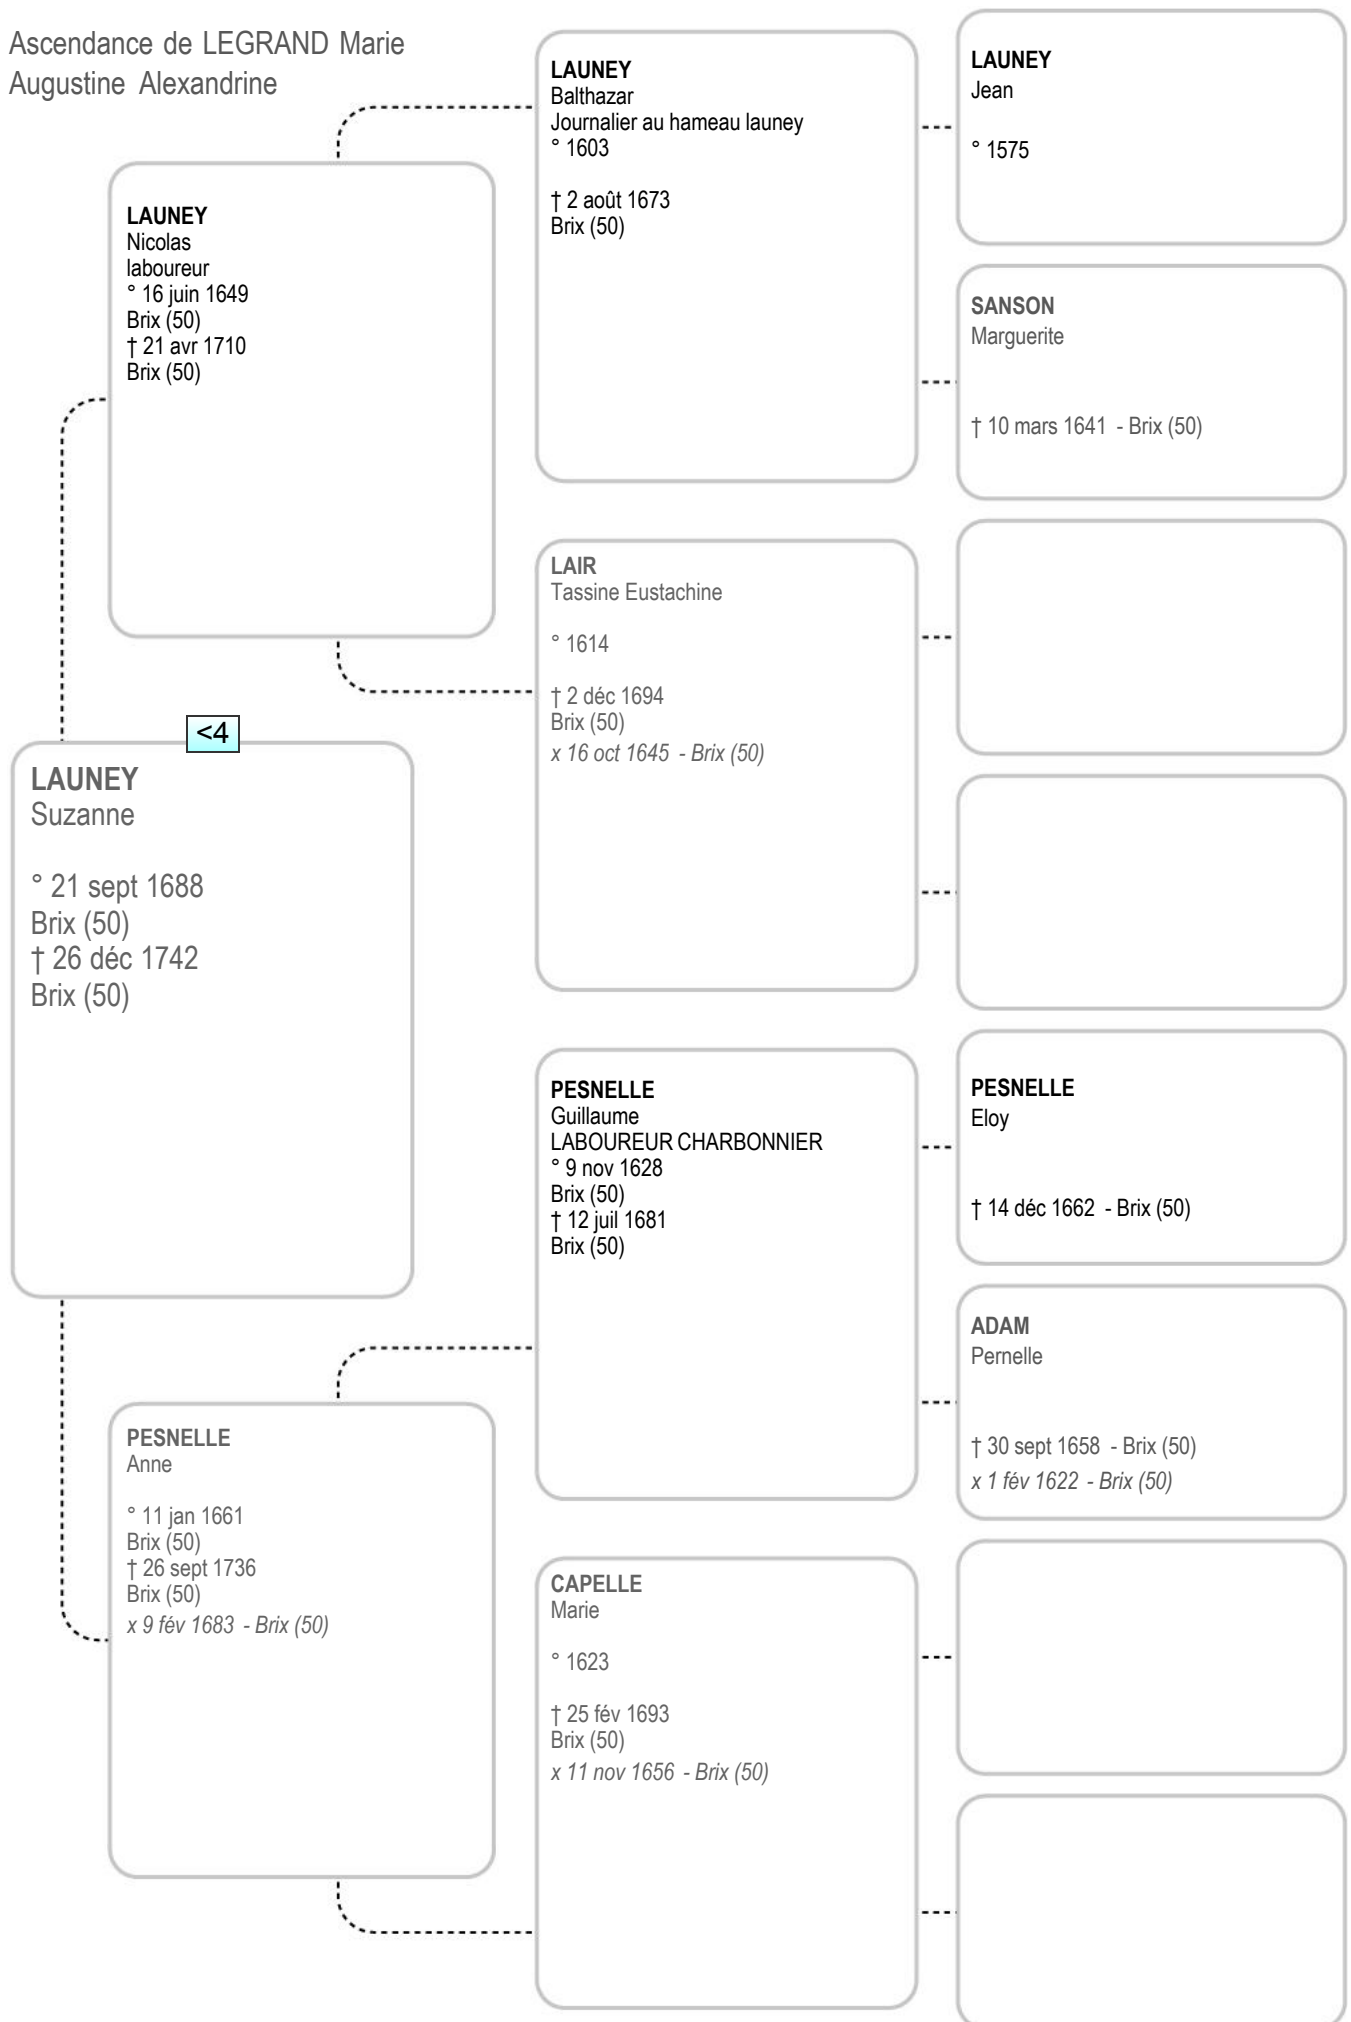 Ascendance de LEGRAND Marie
Augustine Alexandrine
LAUNEY
Nicolas
laboureur
° 16 juin 1649
Brix (50)
† 21 avr 1710
Brix (50)
<4
LAUNEY
Suzanne
° 21 sept 1688
Brix (50)
† 26 déc 1742
Brix (50)
PESNELLE
Anne
° 11 jan 1661
Brix (50)
† 26 sept 1736
Brix (50)
x 9 fév 1683 - Brix (50)
LAUNEY
Balthazar
Journalier au hameau launey
° 1603
† 2 août 1673
Brix (50)
LAIR
Tassine Eustachine
° 1614
† 2 déc 1694
Brix (50)
x 16 oct 1645 - Brix (50)
PESNELLE
Guillaume
LABOUREUR CHARBONNIER
° 9 nov 1628
Brix (50)
† 12 juil 1681
Brix (50)
CAPELLE
Marie
° 1623
† 25 fév 1693
Brix (50)
x 11 nov 1656 - Brix (50)
LAUNEY
Jean
° 1575
SANSON
Marguerite
† 10 mars 1641 - Brix (50)
PESNELLE
Eloy
† 14 déc 1662 - Brix (50)
ADAM
Pernelle
† 30 sept 1658 - Brix (50)
x 1 fév 1622 - Brix (50)